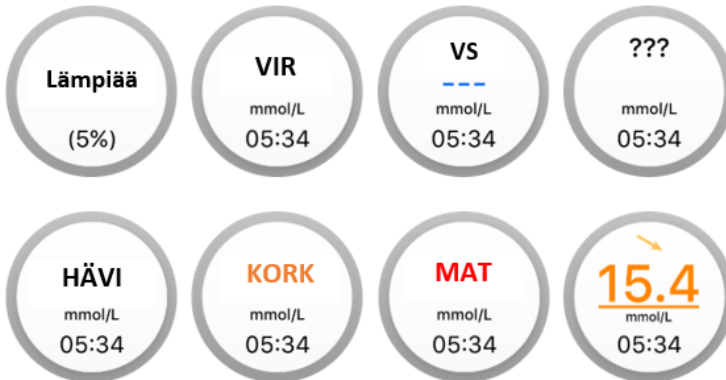 Lämpiää
(5%)
VIR
mmol/L
05:34
VS
---
mmol/L
05:34
???
mmol/L
05:34
HÄVI
mmol/L
05:34
KORK
mmol/L
05:34
MAT
mmol/L
05:34
15.4
mmol/L
05:34